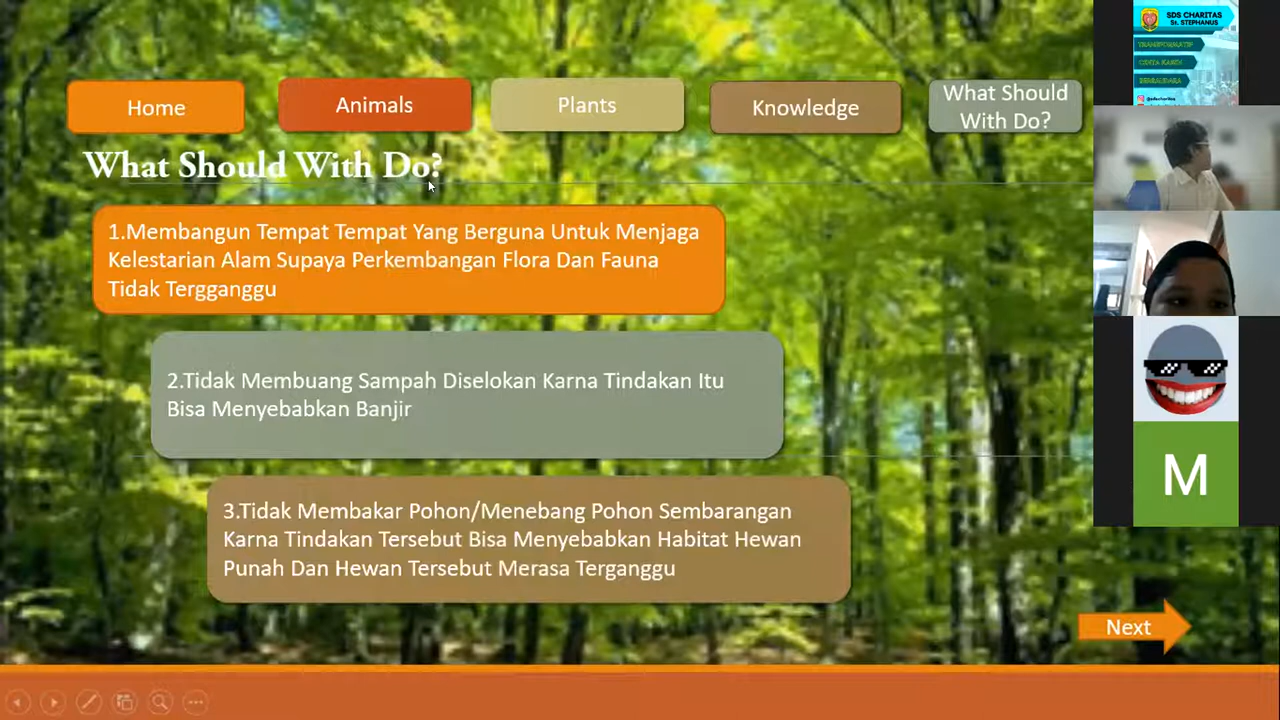 Home
Animals
Plants
Knowledge
What Should
With Do?
What Should With Do?
1.Membangun Tempat Tempat Yang Berguna Untuk Menjaga
Kelestarian Alam Supaya Perkembangan Flora Dan Fauna
Tidak Tergganggu
2.Tidak Membuang Sampah Diselokan Karna Tindakan Itu
Bisa Menyebabkan Banjir
3.Tidak Membakar Pohon/Menebang Pohon Sembarangan
Karna Tindakan Tersebut Bisa Menyebabkan Habitat Hewan
Punah Dan Hewan Tersebut Merasa Terganggu
Next
SDS CHARITAS
St. STEPHANUS
TRANSFORMATIF
CINTA KASIH
M